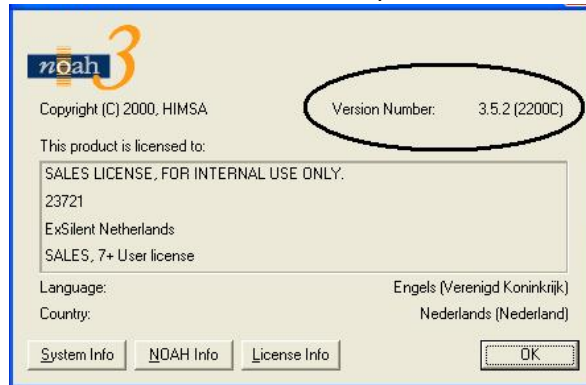 noah 3
Copyright (C) 2000, HIMSA Version Number: 3.5.2 (2200C)
This product is licensed to:
SALES LICENSE, FOR INTERNAL USE ONLY.
23721
ExSilent Netherlands
SALES, 7+ User license
Language: Engels (Verenigd Koninkrijk)
Country: Nederlands (Nederland)
System Info NOAH Info License Info OK